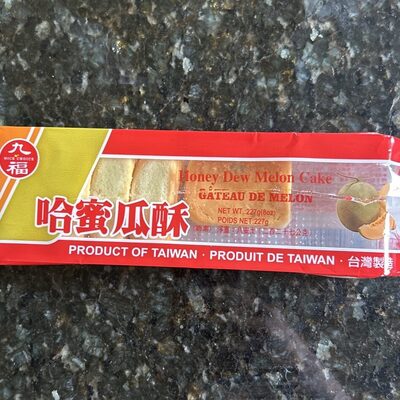 九
NICE CHOICE
福
Honey Dew Melon Cake
GÂTEAU DE MELON
NET WT. 227g(8oz)
POIDS NET 227g
哈蜜瓜酥
PRODUCT OF TAIWAN · PRODUIT DE TAIWAN · 台灣製造